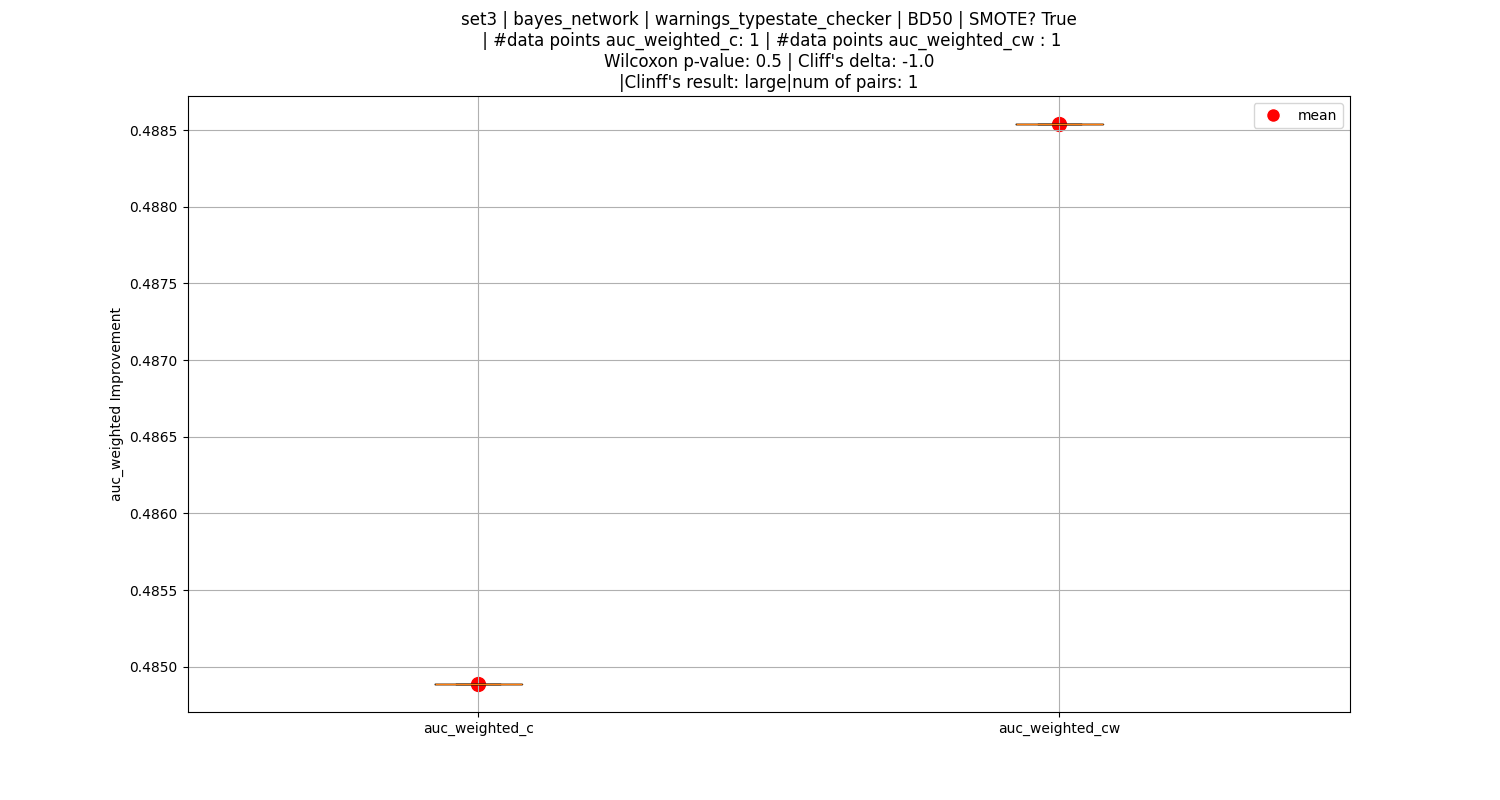 set3 | bayes_network | warnings_typestate_checker | BD50 | SMOTE? True
| #data points auc_weighted_c: 1 | #data points auc_weighted_cw : 1
Wilcoxon p-value: 0.5 | Cliff's delta: -1.0
|Clinff's result: large|num of pairs: 1
mean
auc_weighted Improvement
0.4885
0.4880
0.4875
0.4870
0.4865
0.4860
0.4855
0.4850
auc_weighted_c
auc_weighted_cw